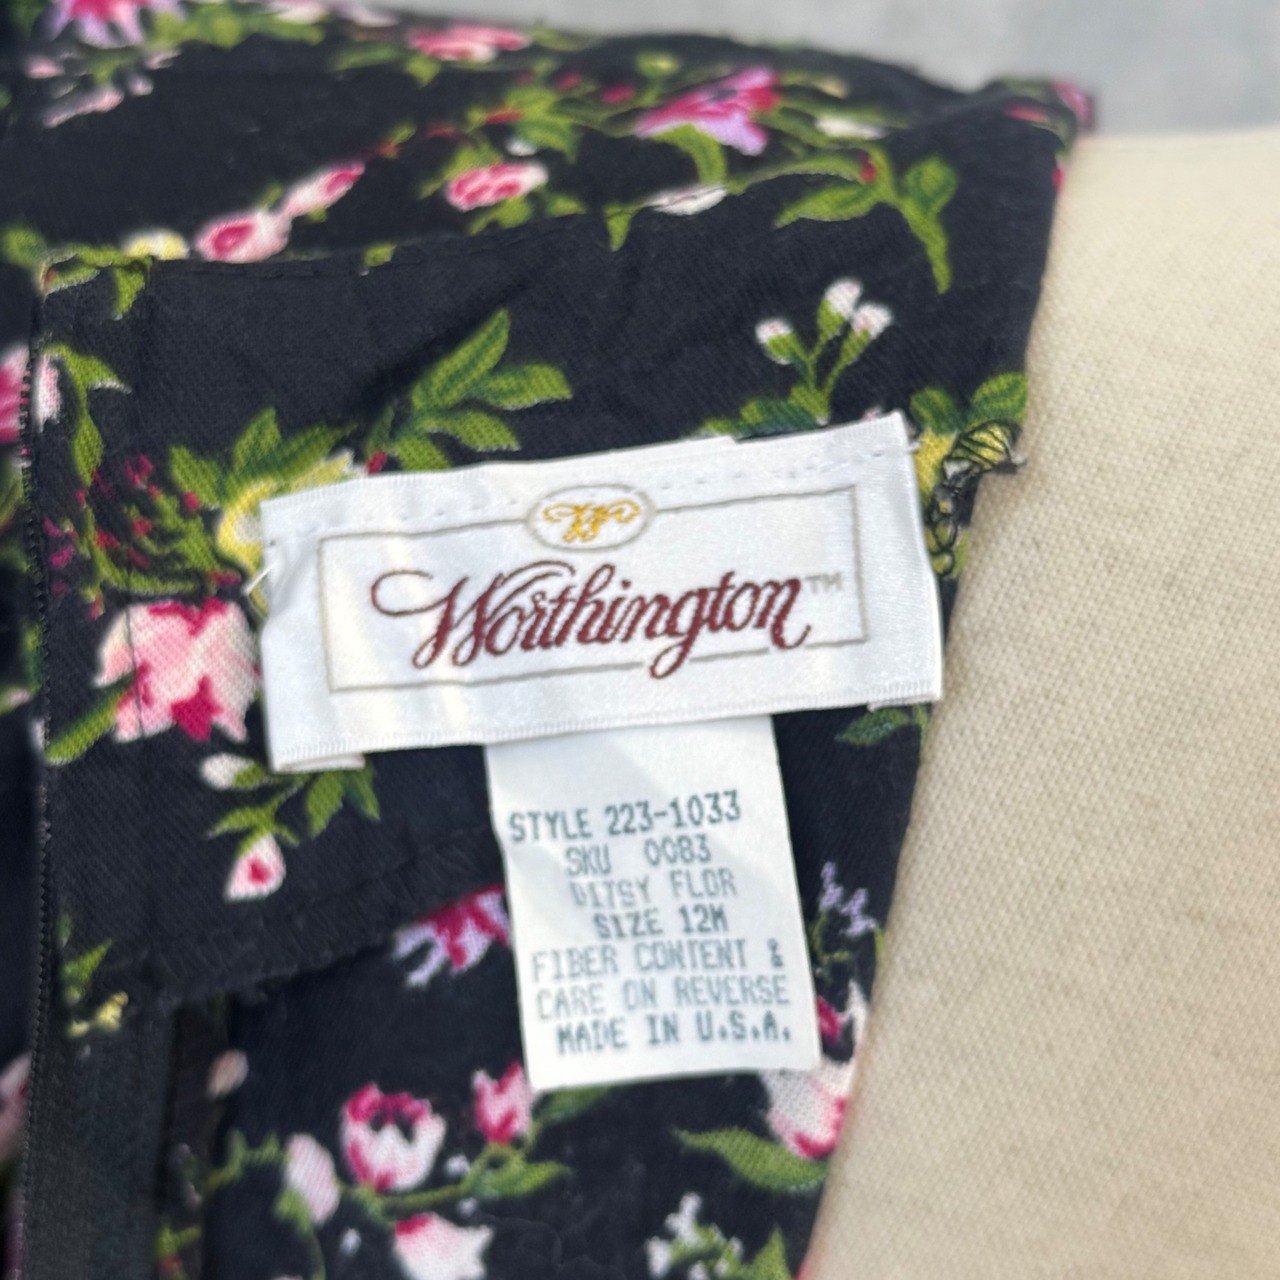 Worthington™
STYLE 223-1033
SKU 0083
DITSY FLOR
SIZE 12M
FIBER CONTENT &
CARE ON REVERSE
MADE IN U.S.A.